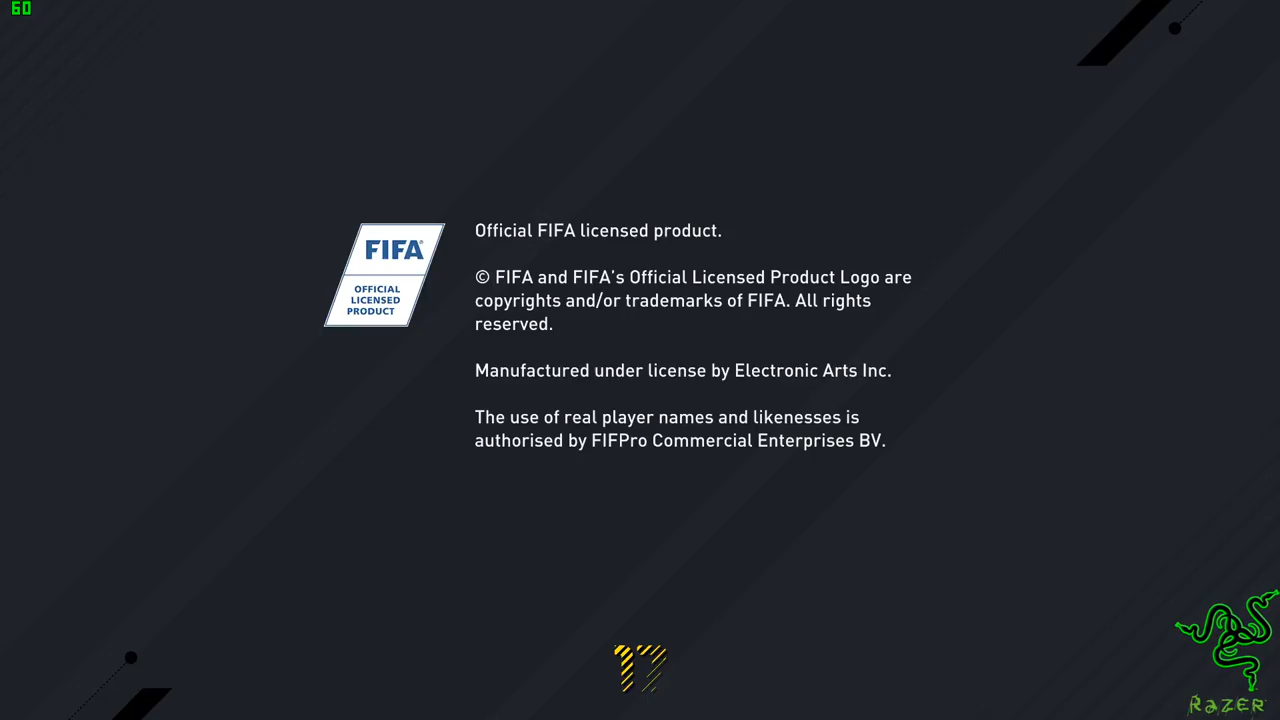 60
FIFA
OFFICIAL
LICENSED
PRODUCT
Official FIFA licensed product.
© FIFA and FIFA's Official Licensed Product Logo are
copyrights and/or trademarks of FIFA. All rights
reserved.
Manufactured under license by Electronic Arts Inc.
The use of real player names and likenesses is
authorised by FIFPro Commercial Enterprises BV.
17
RAZER